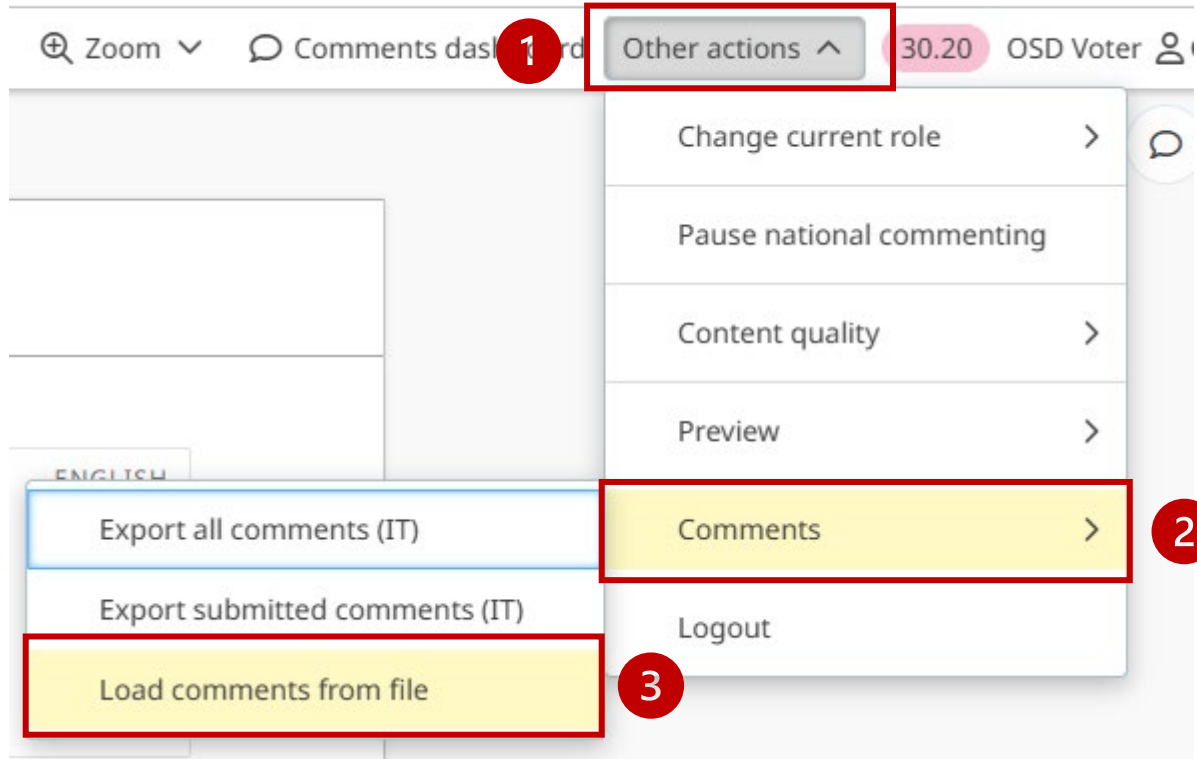 Zoom
Comments dashboard
1
Other actions
30.20
OSD Voter
Change current role
Pause national commenting
Content quality
Preview
ENGLISH
Comments
2
Export all comments (IT)
Export submitted comments (IT)
Logout
Load comments from file
3